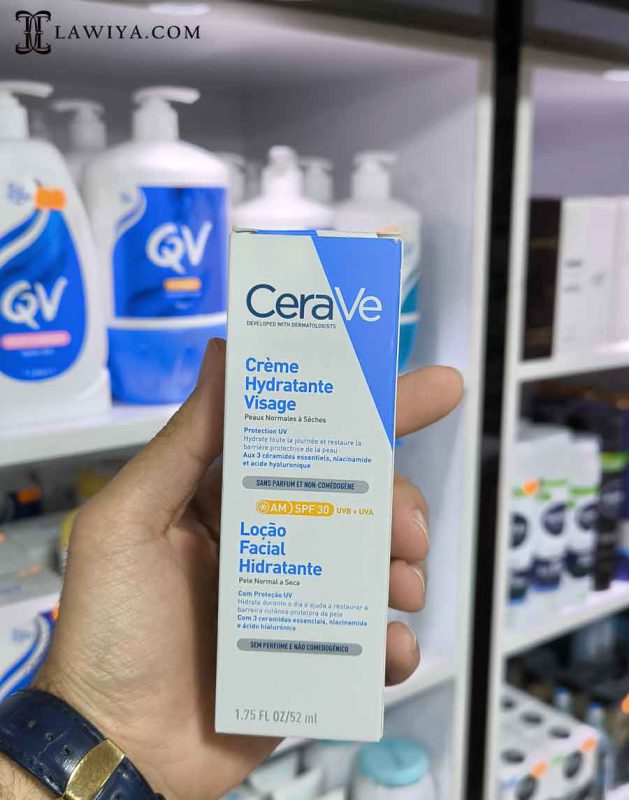 LAWIYA.COM
QV
QV
CeraVe
DEVELOPED WITH DERMATOLOGISTS
Crème
Hydratante
Visage
Peaux Normales à Sèches
Protection UV
Hydrate toute la journée et restaure la
barrière protectrice de la peau
Aux 3 céramides essentiels, niacinamide
et acide hyaluronique
SANS PARFUM ET NON-COMÉDOGÈNE
AM SPF 30 UVB + UVA
Loção
Facial
Hidratante
Pele Normal a Seca
Com Proteção UV
Hidrata durante o dia e ajuda a restaurar a
barreira cutânea protetora da pele
Com 3 ceramidas essenciais, niacinamida
e ácido hialurónico
SEM PERFUME E NÃO COMEDOGÉNICO
1.75 FL OZ/52 ml